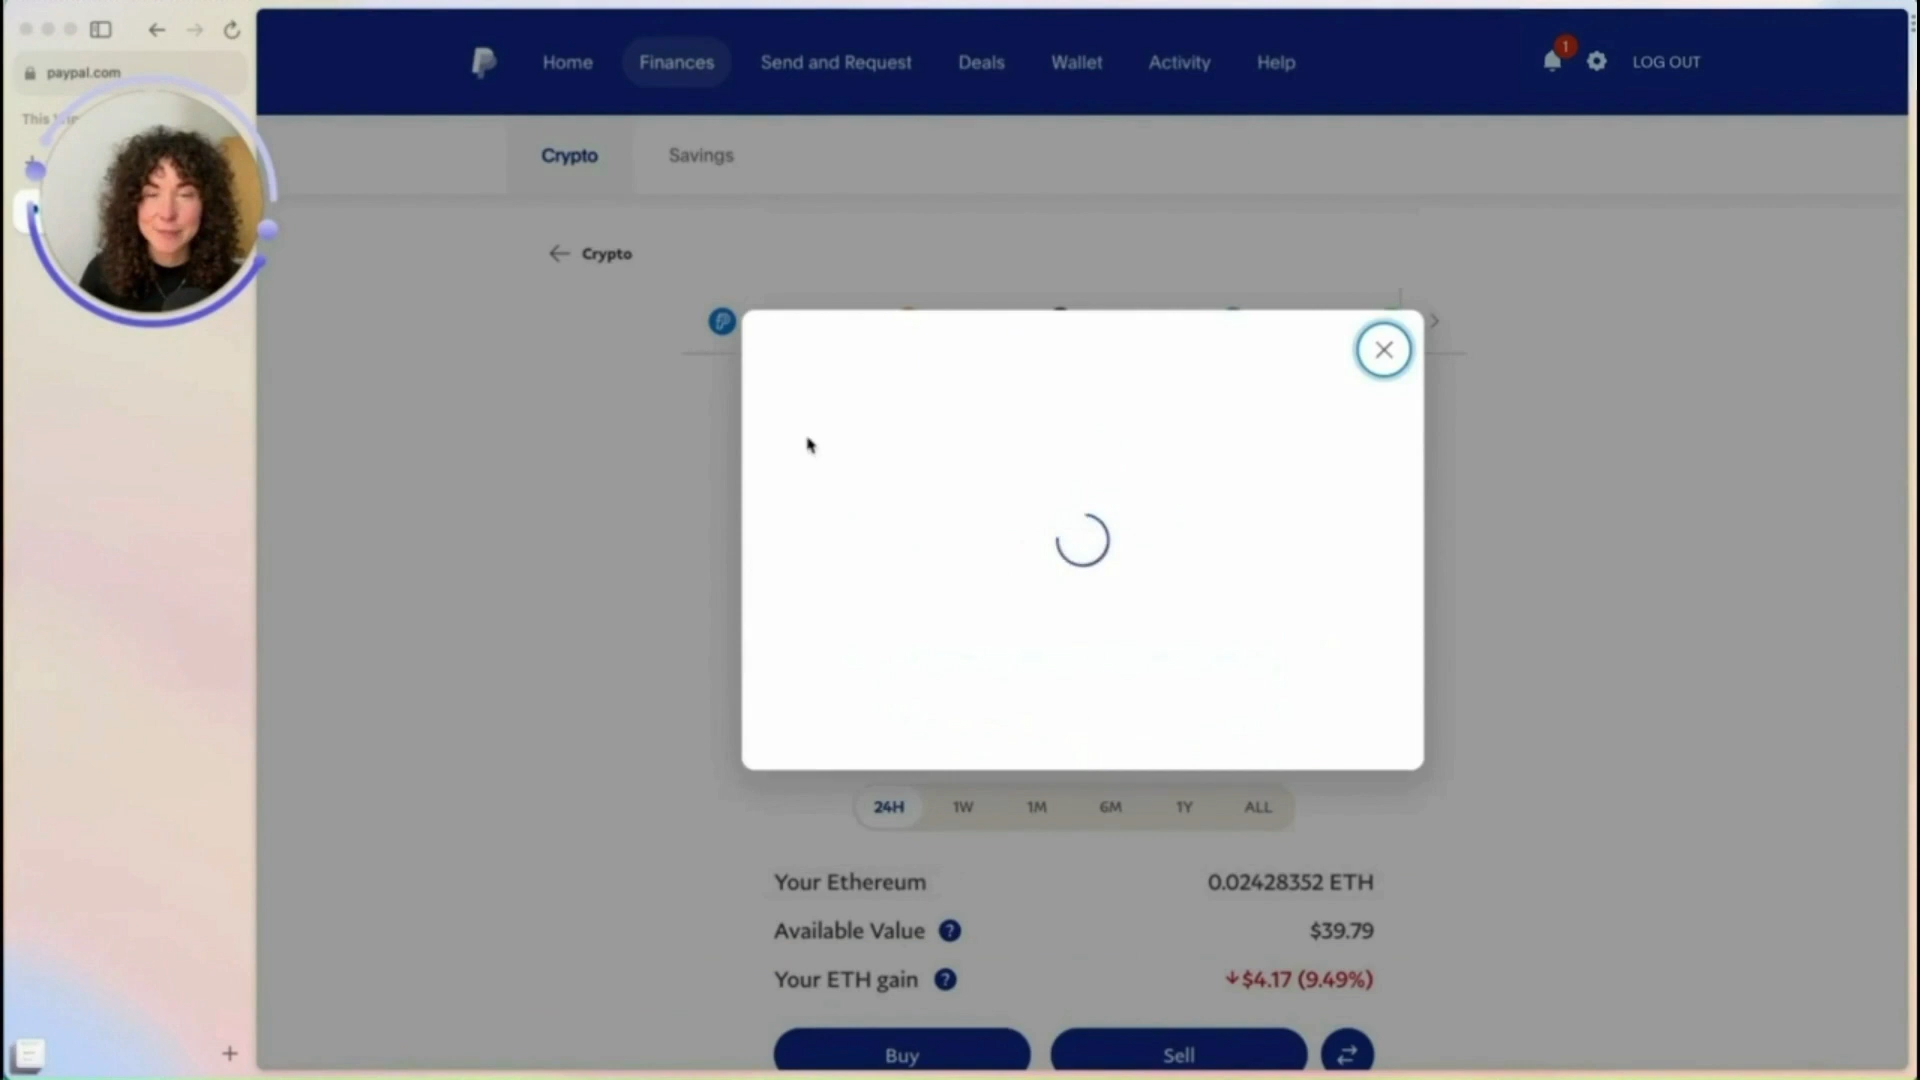 paypal.com
Home Finances Send and Request Deals Wallet Activity Help 1 LOG OUT
Crypto Savings
Crypto
24H 1W 1M 6M 1Y ALL
Your Ethereum 0.02428352 ETH
Available Value ? $39.79
Your ETH gain ? $4.17 (9.49%)
Buy Sell